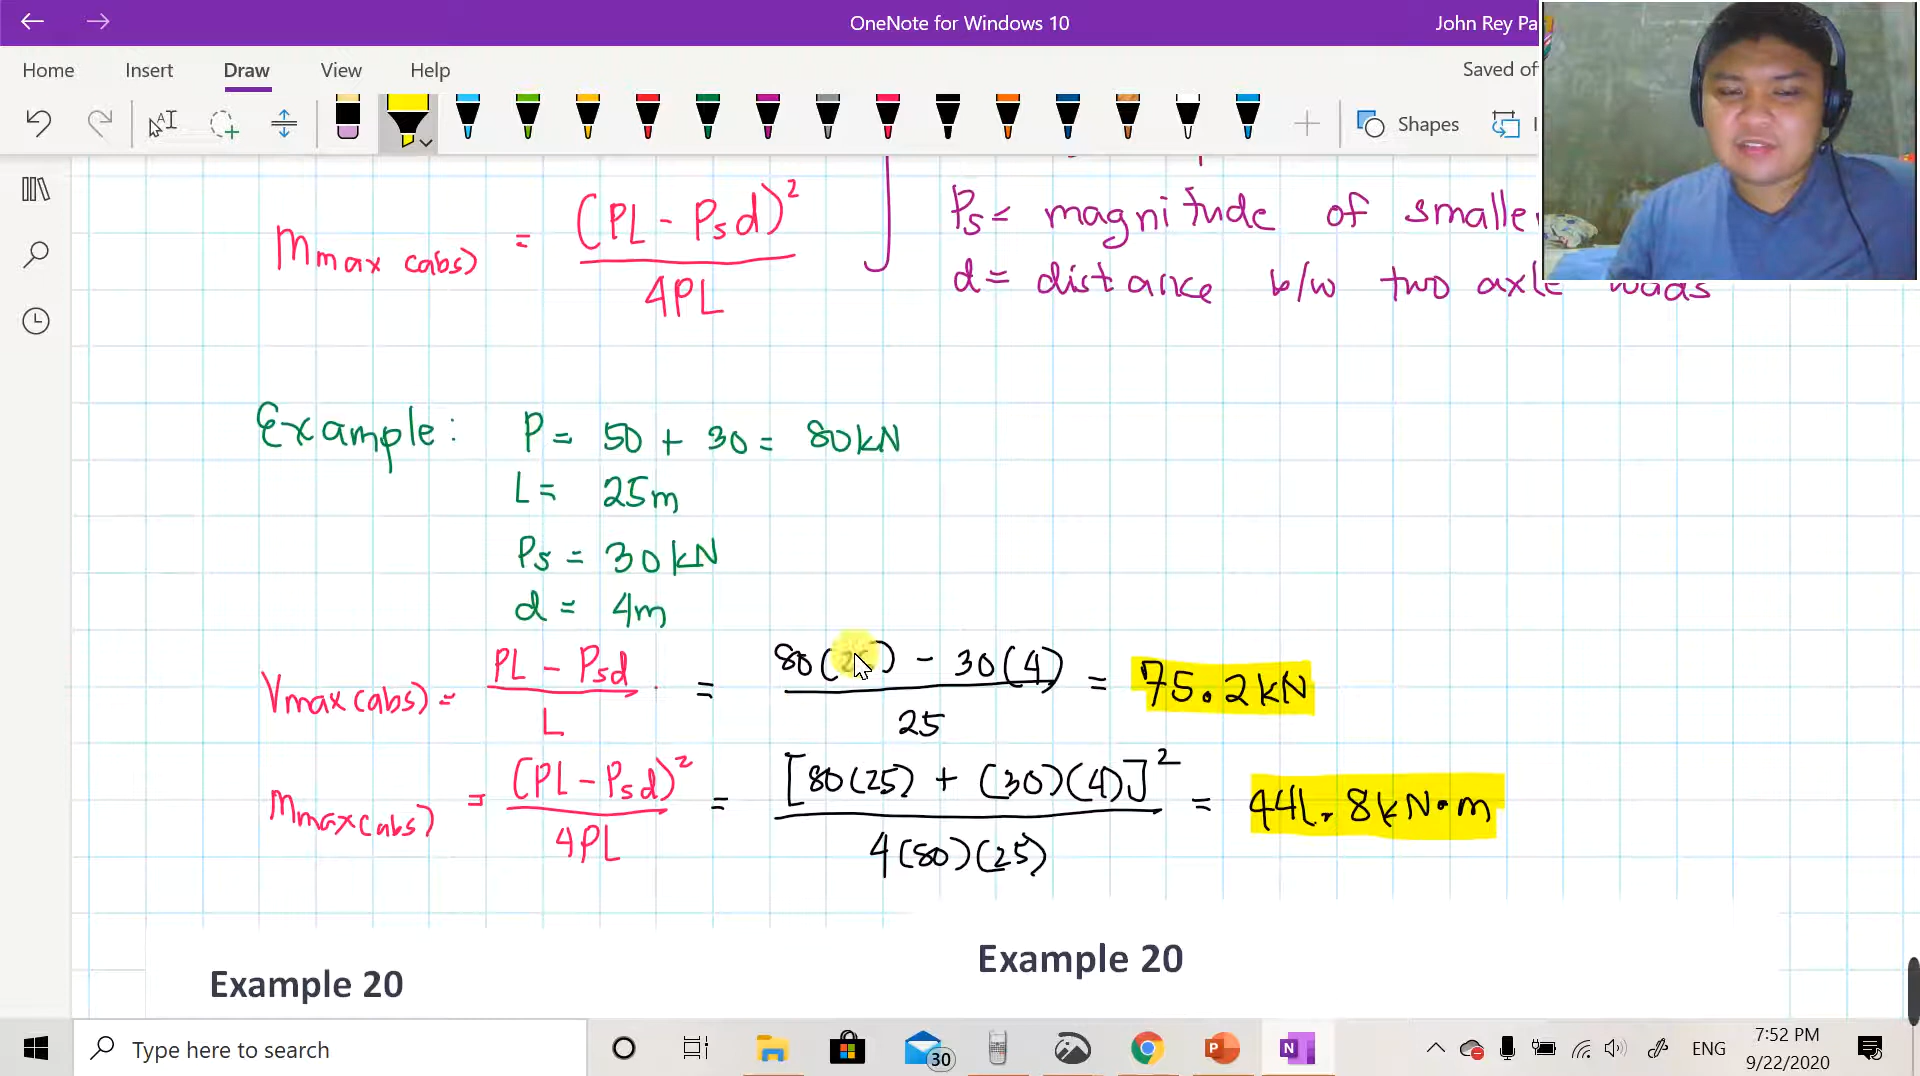 OneNote for Windows 10
John Rey Pa
Home Insert Draw View Help
Saved of
Shapes
Mmax (abs) = (PL - Psd)² / 4PL
Ps = magnitude of smaller
d = distance b/w two axle loads
Example: P = 50 + 30 = 80kN
L = 25m
Ps = 30kN
d = 4m
Vmax(abs) = PL - Psd / L = 80(25) - 30(4) / 25 = 75.2kN
Mmax(abs) = (PL - Psd)² / 4PL = [80(25) + (30)(4)]² / 4(80)(25) = 441.8kN·m
Example 20
Example 20
Type here to search
30
ENG
7:52 PM
9/22/2020